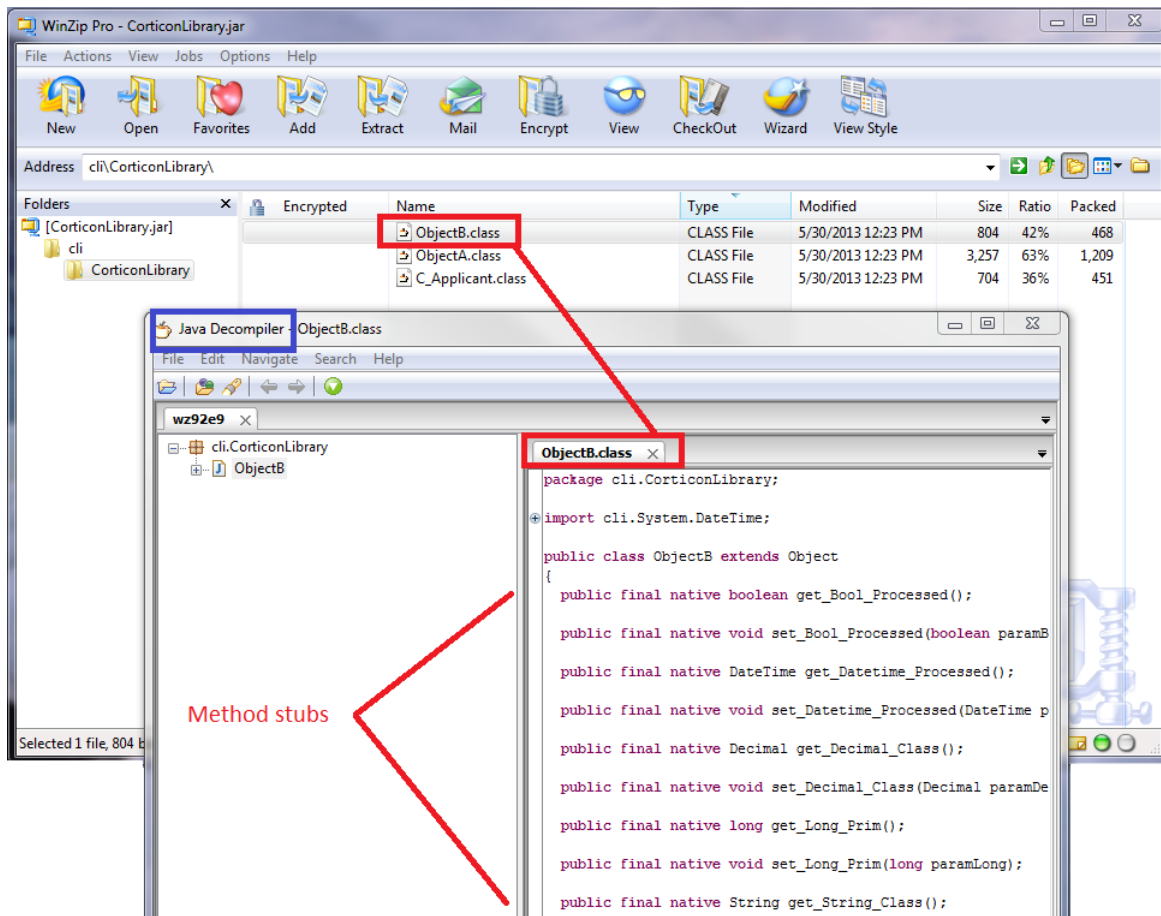 WinZip Pro - CorticonLibrary.jar
File Actions View Jobs Options Help
New Open Favorites Add Extract Mail Encrypt View CheckOut Wizard View Style
Address cli\CorticonLibrary\
Folders Encrypted Name Type Modified Size Ratio Packed
[CorticonLibrary.jar] ObjectB.class CLASS File 5/30/2013 12:23 PM 804 42% 468
cli ObjectA.class CLASS File 5/30/2013 12:23 PM 3,257 63% 1,209
CorticonLibrary C_Applicant.class CLASS File 5/30/2013 12:23 PM 704 36% 451
Java Decompiler - ObjectB.class
File Edit Navigate Search Help
wz92e9
cli.CorticonLibrary
ObjectB
ObjectB.class
package cli.CorticonLibrary;
import cli.System.DateTime;
public class ObjectB extends Object
{
public final native boolean get_Bool_Processed();
public final native void set_Bool_Processed(boolean paramB
public final native DateTime get_Datetime_Processed();
public final native void set_Datetime_Processed(DateTime p
public final native Decimal get_Decimal_Class();
public final native void set_Decimal_Class(Decimal paramDe
public final native long get_Long_Prim();
public final native void set_Long_Prim(long paramLong);
public final native String get_String_Class();
Method stubs
Selected 1 file, 804 b